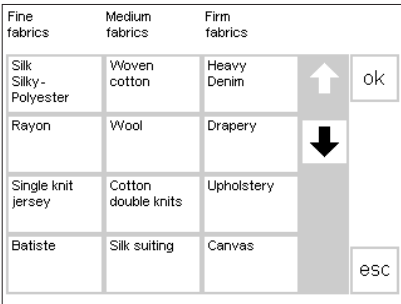 Fine fabrics
Medium fabrics
Firm fabrics
Silk
Silky-
Polyester
Woven
cotton
Heavy
Denim
ok
Rayon
Wool
Drapery
Single knit
jersey
Cotton
double knits
Upholstery
Batiste
Silk suiting
Canvas
esc